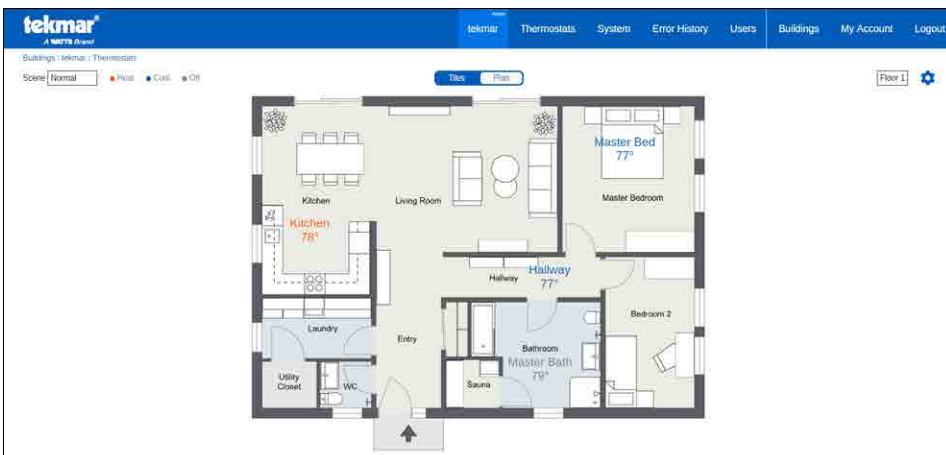 tekmar®
A WATTS Brand
tekmar Thermostats System Error History Users Buildings My Account Logout
Buildings : tekmar : Thermostats
Scene Normal Heat Cool Off
Tiles Plan
Floor 1
Master Bed
77°
Kitchen
Living Room
Master Bedroom
Kitchen
78°
Hallway
Hallway
77°
Bedroom 2
Laundry
Entry
Bathroom
Master Bath
79°
Utility
Closet
WC
Sauna